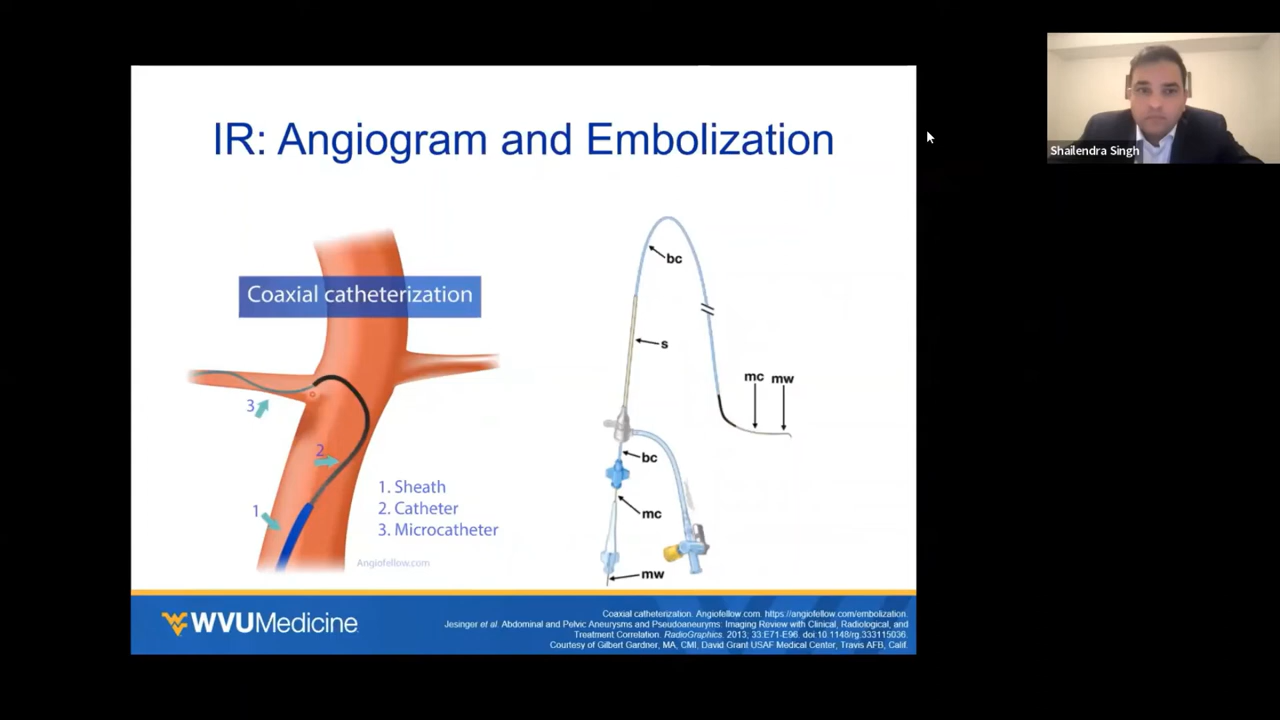 IR: Angiogram and Embolization
Shailendra Singh
Coaxial catheterization
3
2
1
1. Sheath
2. Catheter
3. Microcatheter
Angiofellow.com
bc
s
mc mw
bc
mc
mw
WVUMedicine
Coaxial catheterization. Angiofellow com. https://angiofellow.com/embolization.
Jesinger et al. Abdominal and Pelvic Aneurysms and Pseudoaneuryms: Imaging Review with Clinical, Radiological, and
Treatment Correlation. RadioGraphics. 2013; 33:E71-E96. doi 10.1148/rg.333115036.
Courtesy of Gilbert Gardner, MA, CMI, David Grant USAF Medical Center, Travis AFB, Calif.